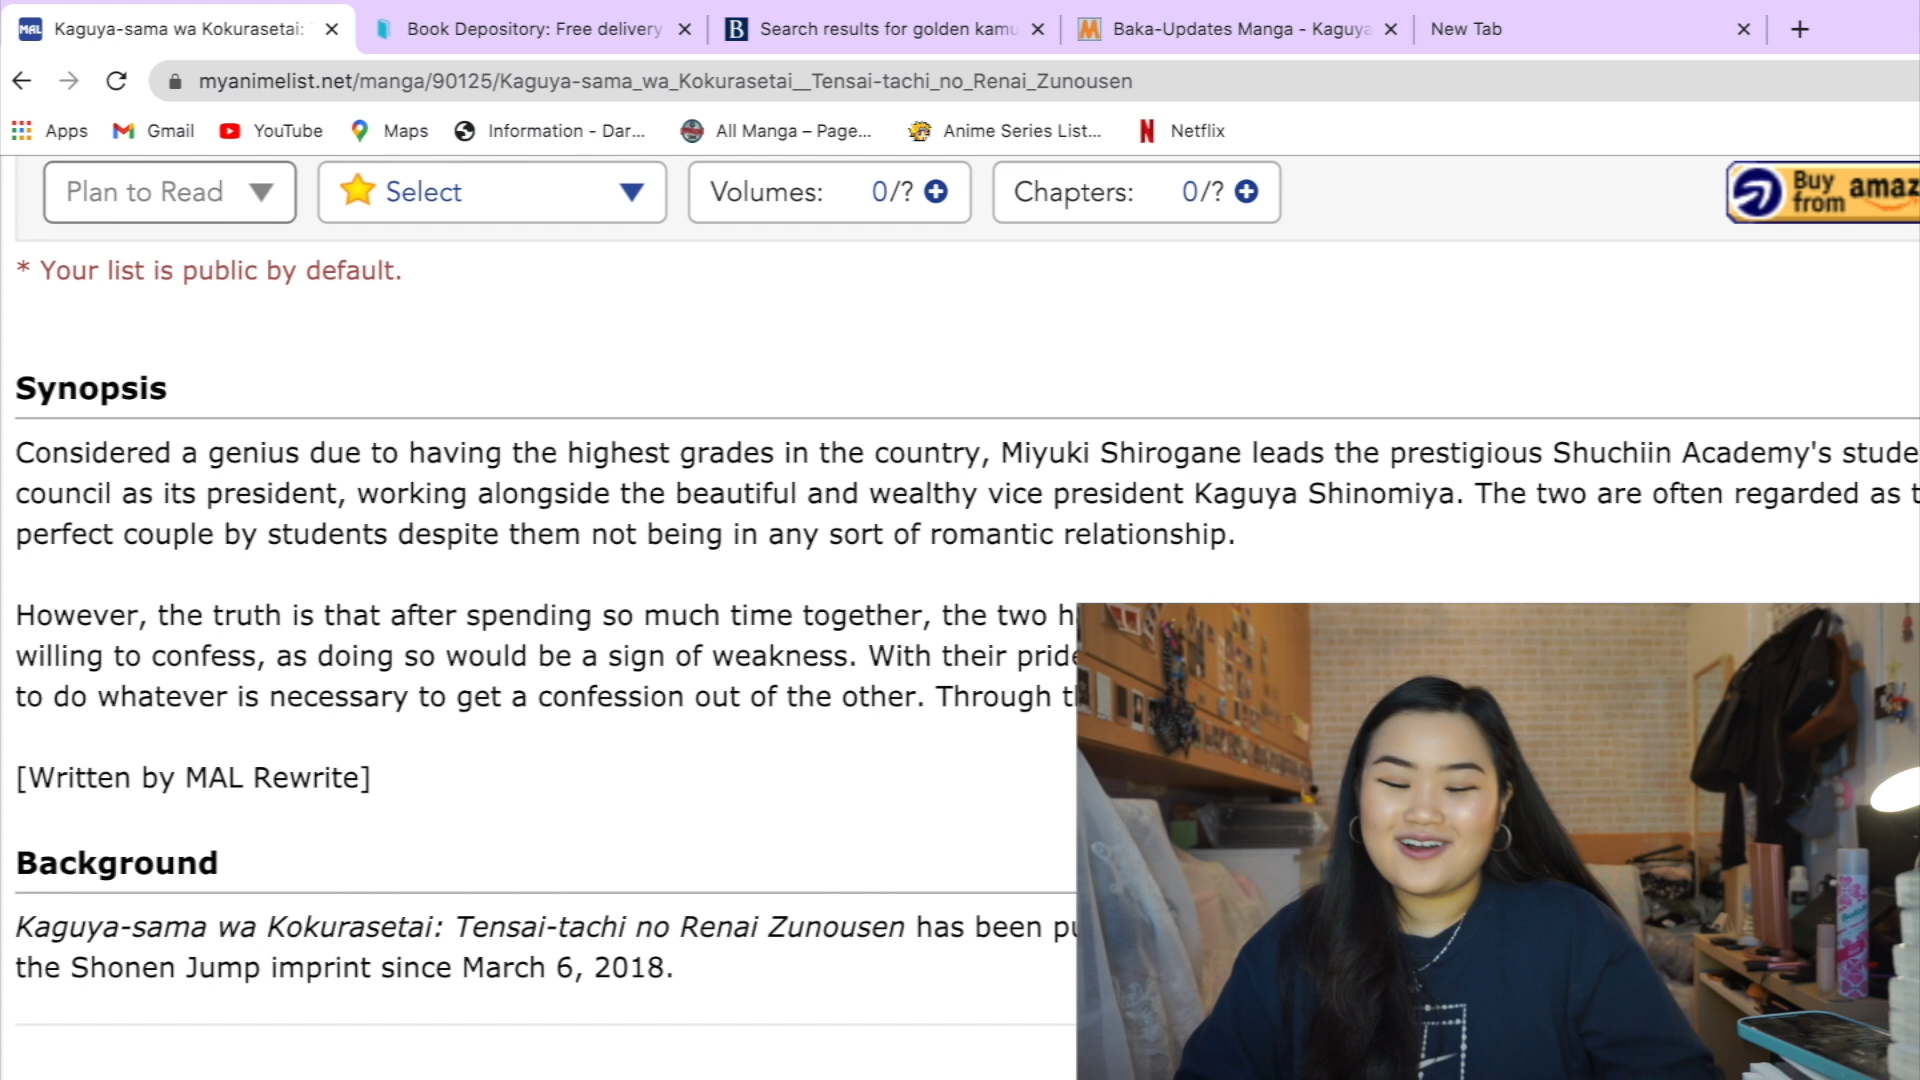 MAL Kaguya-sama wa Kokurasetai: Book Depository: Free delivery B Search results for golden kamu Baka-Updates Manga - Kaguya New Tab
myanimelist.net/manga/90125/Kaguya-sama_wa_Kokurasetai__Tensai-tachi_no_Renai_Zunousen
Apps Gmail YouTube Maps Information - Dar... All Manga – Page... Anime Series List... Netflix
Plan to Read Select Volumes: 0/? Chapters: 0/? Buy from amaz
* Your list is public by default.
Synopsis
Considered a genius due to having the highest grades in the country, Miyuki Shirogane leads the prestigious Shuchiin Academy's stude
council as its president, working alongside the beautiful and wealthy vice president Kaguya Shinomiya. The two are often regarded as t
perfect couple by students despite them not being in any sort of romantic relationship.
However, the truth is that after spending so much time together, the two h
willing to confess, as doing so would be a sign of weakness. With their pride
to do whatever is necessary to get a confession out of the other. Through t
[Written by MAL Rewrite]
Background
Kaguya-sama wa Kokurasetai: Tensai-tachi no Renai Zunousen has been pu
the Shonen Jump imprint since March 6, 2018.